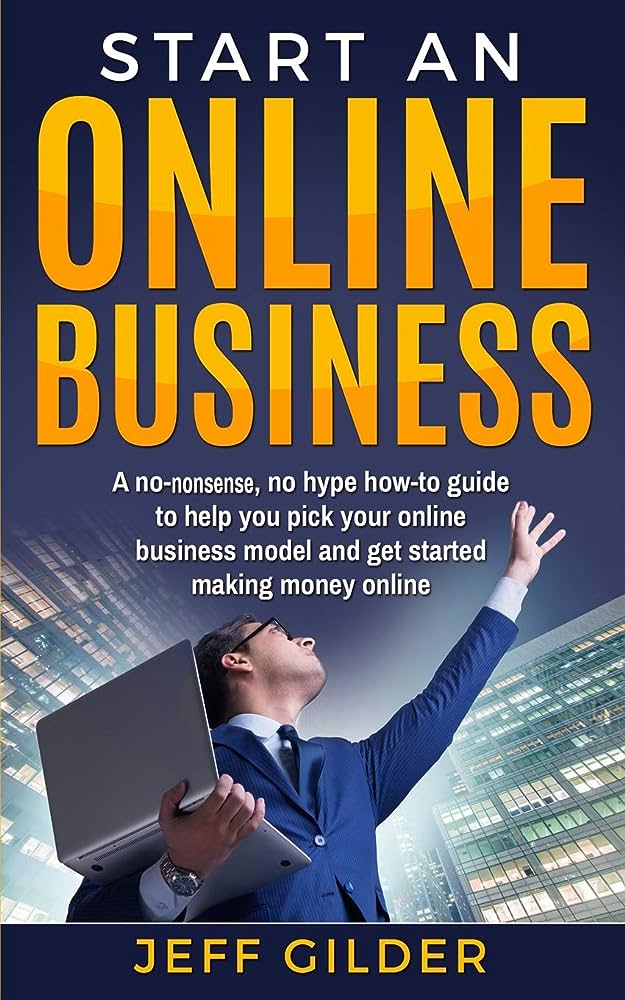 START AN
ONLINE
BUSINESS
A no-nonsense, no hype how-to guide
to help you pick your online
business model and get started
making money online
JEFF GILDER